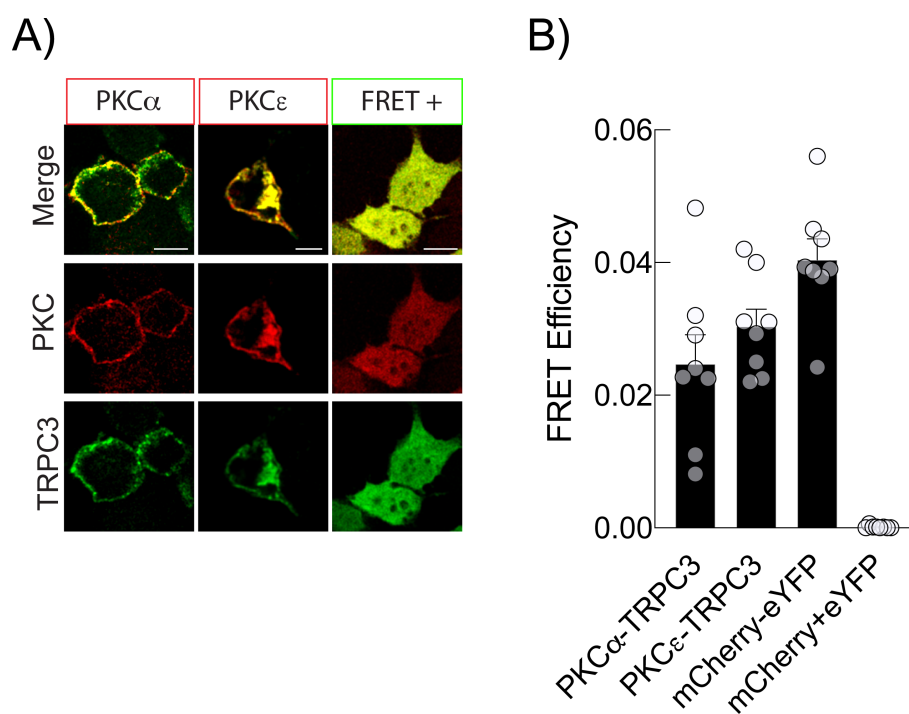 A)
PKCα
PKCε
FRET +
Merge
PKC
TRPC3
B)
FRET Efficiency
0.06
0.04
0.02
0.00
PKCα-TRPC3
PKCε-TRPC3
mCherry-eYFP
mCherry+eYFP